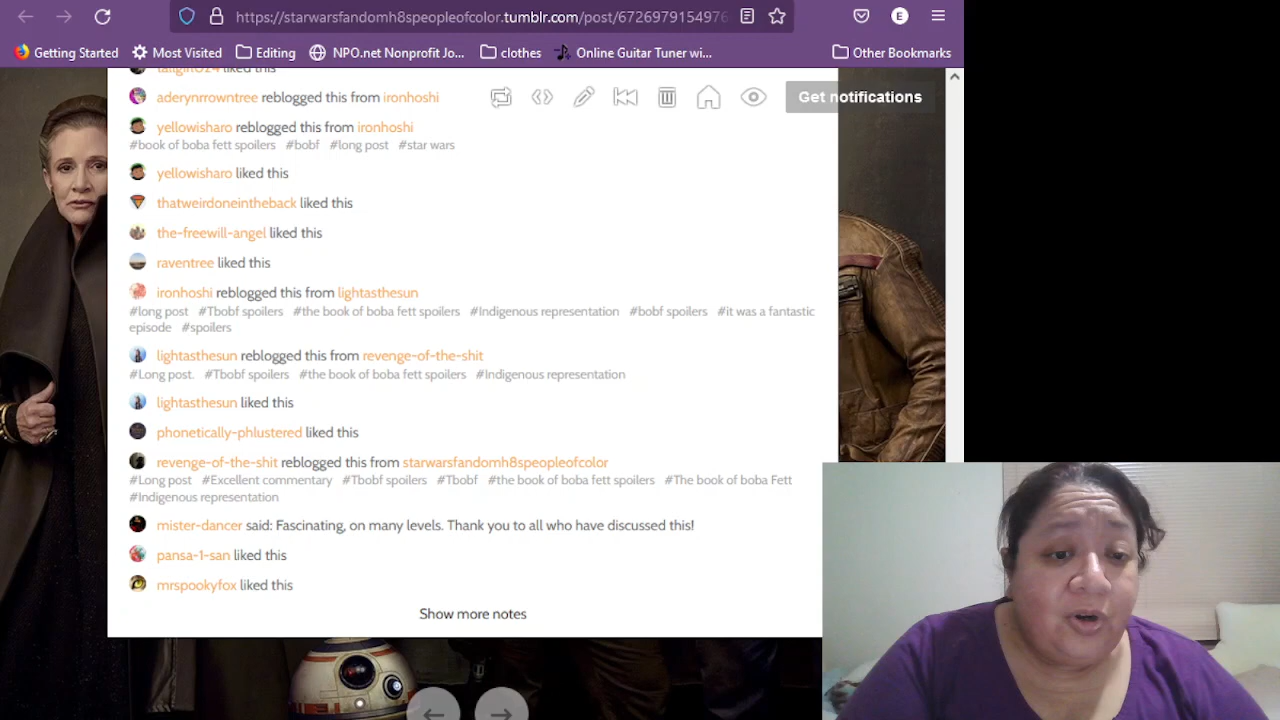 https://starwarsfandomh8speopleofcolor.tumblr.com/post/6726979154976
Getting Started Most Visited Editing NPO.net Nonprofit Jo... clothes Online Guitar Tuner wi... Other Bookmarks
liked this
aderynrrowntree reblogged this from ironhoshi
Get notifications
yellowisharo reblogged this from ironhoshi
#book of boba fett spoilers #bobf #long post #star wars
yellowisharo liked this
thatweirdoneintheback liked this
the-freewill-angel liked this
raventree liked this
ironhoshi reblogged this from lightasthesun
#long post #Tbobf spoilers #the book of boba fett spoilers #Indigenous representation #bobf spoilers #it was a fantastic
episode #spoilers
lightasthesun reblogged this from revenge-of-the-shit
#Long post. #Tbobf spoilers #the book of boba fett spoilers #Indigenous representation
lightasthesun liked this
phonetically-phlustered liked this
revenge-of-the-shit reblogged this from starwarsfandomh8speopleofcolor
#Long post #Excellent commentary #Tbobf spoilers #Tbobf #the book of boba fett spoilers #The book of boba Fett
#Indigenous representation
mister-dancer said: Fascinating, on many levels. Thank you to all who have discussed this!
pansa-1-san liked this
mrspookyfox liked this
Show more notes